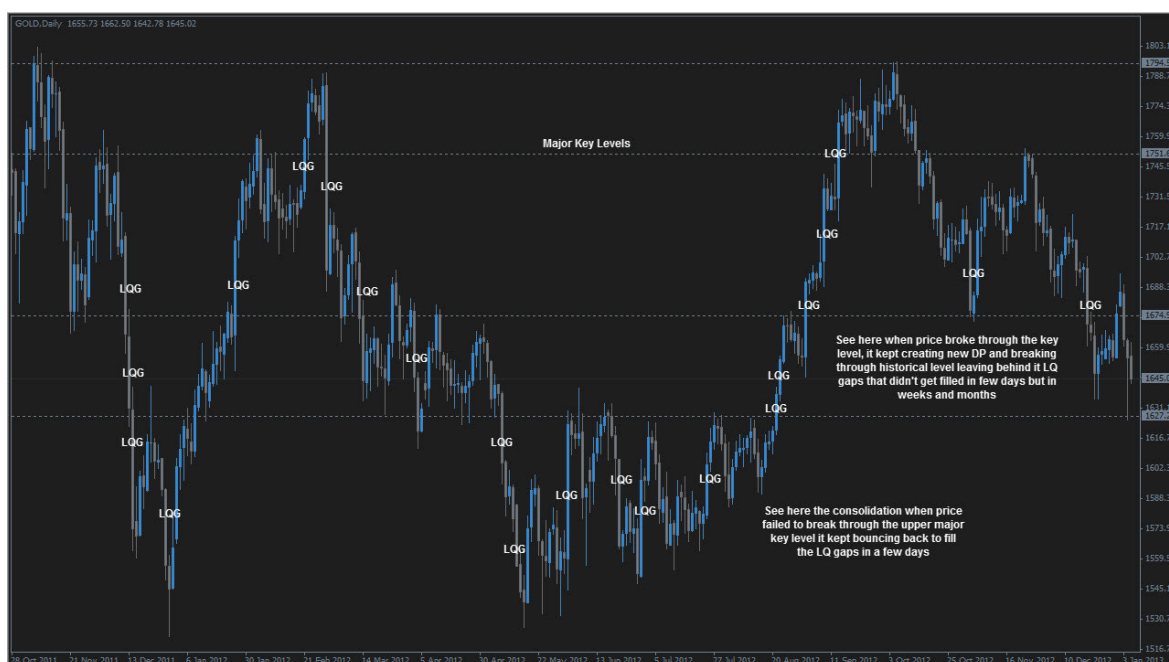 GOLD.Daily 1655.73 1662.50 1642.78 1645.02
1803.1
1794.5
1788.7
1774.3
Major Key Levels
1751.6
LQG
LQG
1745.5
LQG
1731.5
LQG
1717.1
1702.7
LQG
LQG
LQG
LQG
1688.3
LQG
LQG
1674.5
See here when price broke through the key
level, it kept creating new DP and breaking
through historical level leaving behind it LQ
gaps that didn't get filled in few days but in
weeks and months
1659.5
LQG
LQG
LQG
1645.0
LQG
1631.1
1627.7
LQG
LQG
1616.7
1602.3
LQG
LQG
LQG
1588.3
LQG
LQG
See here the consolidation when price
failed to break through the upper major
key level it kept bouncing back to fill
the LQ gaps in a few days
1573.9
LQG
1559.5
1545.1
1530.7
1516.3
28 Oct 2011 21 Nov 2011 13 Dec 2011 6 Jan 2012 30 Jan 2012 21 Feb 2012 14 Mar 2012 5 Apr 2012 30 Apr 2012 22 May 2012 13 Jun 2012 5 Jul 2012 27 Jul 2012 20 Aug 2012 11 Sep 2012 3 Oct 2012 25 Oct 2012 16 Nov 2012 10 Dec 2012